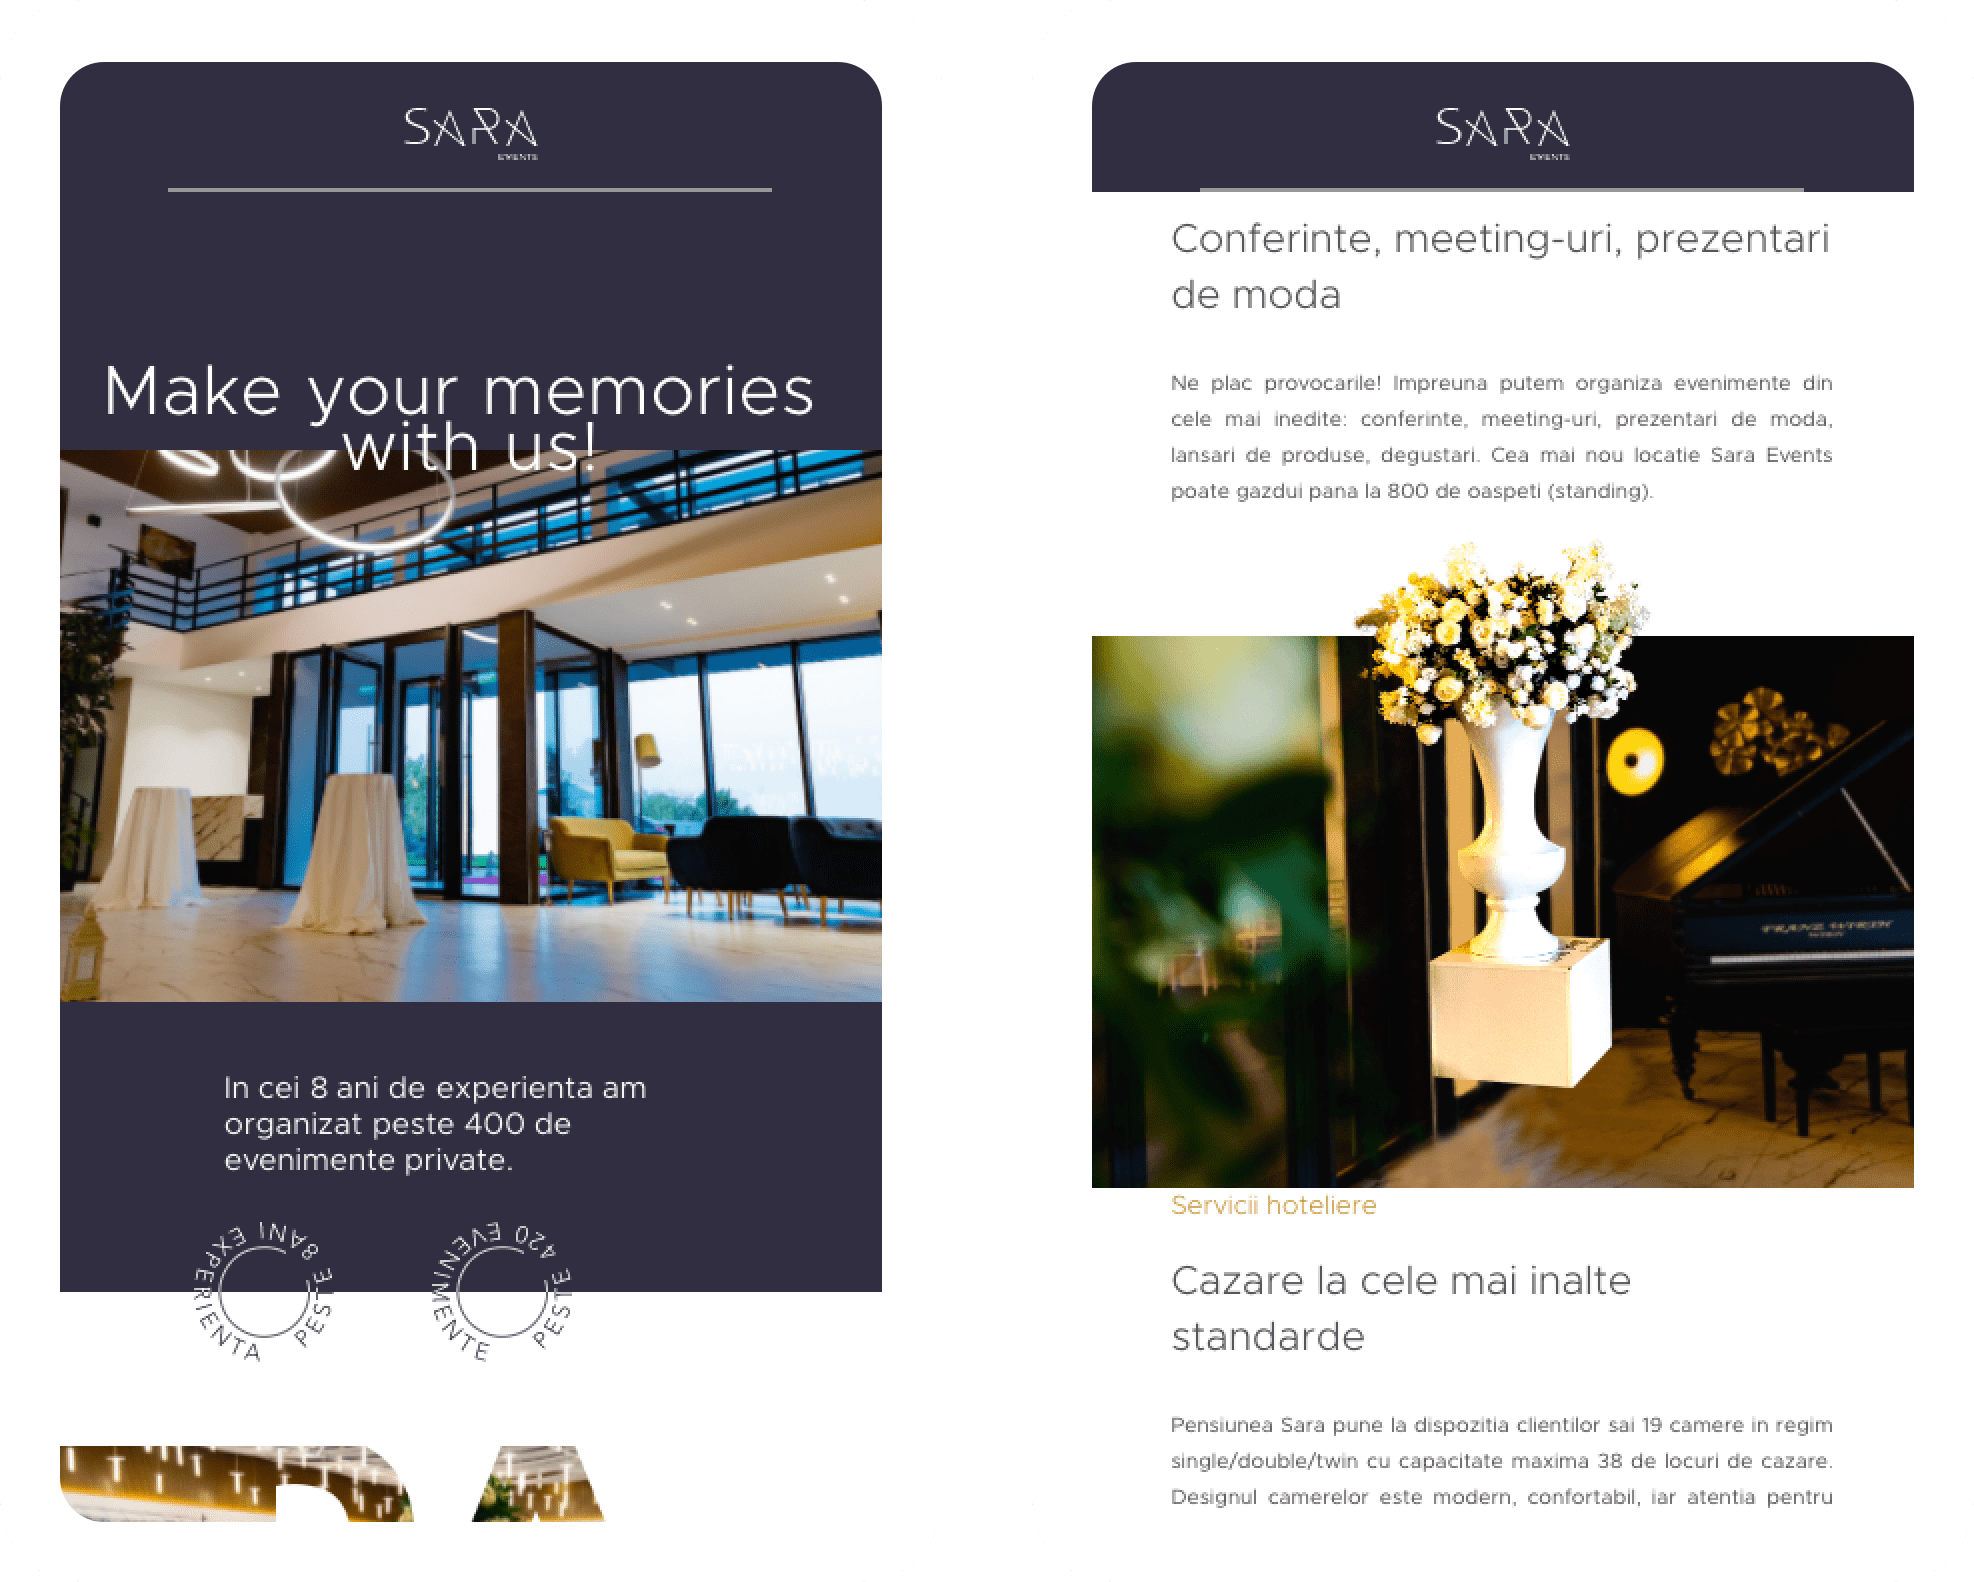 SARA
EVENTS
Make your memories
with us!
In cei 8 ani de experienta am
organizat peste 400 de
evenimente private.
PESTE 8ANI EXPERIENTA
PESTE 420 EVENIMENTE
RA
SARA
EVENTS
Conferinte, meeting-uri, prezentari
de moda
Ne plac provocarile! Impreuna putem organiza evenimente din
cele mai inedite: conferinte, meeting-uri, prezentari de moda,
lansari de produse, degustari. Cea mai nou locatie Sara Events
poate gazdui pana la 800 de oaspeti (standing).
Servicii hoteliere
Cazare la cele mai inalte
standarde
Pensiunea Sara pune la dispozitia clientilor sai 19 camere in regim
single/double/twin cu capacitate maxima 38 de locuri de cazare.
Designul camerelor este modern, confortabil, iar atentia pentru